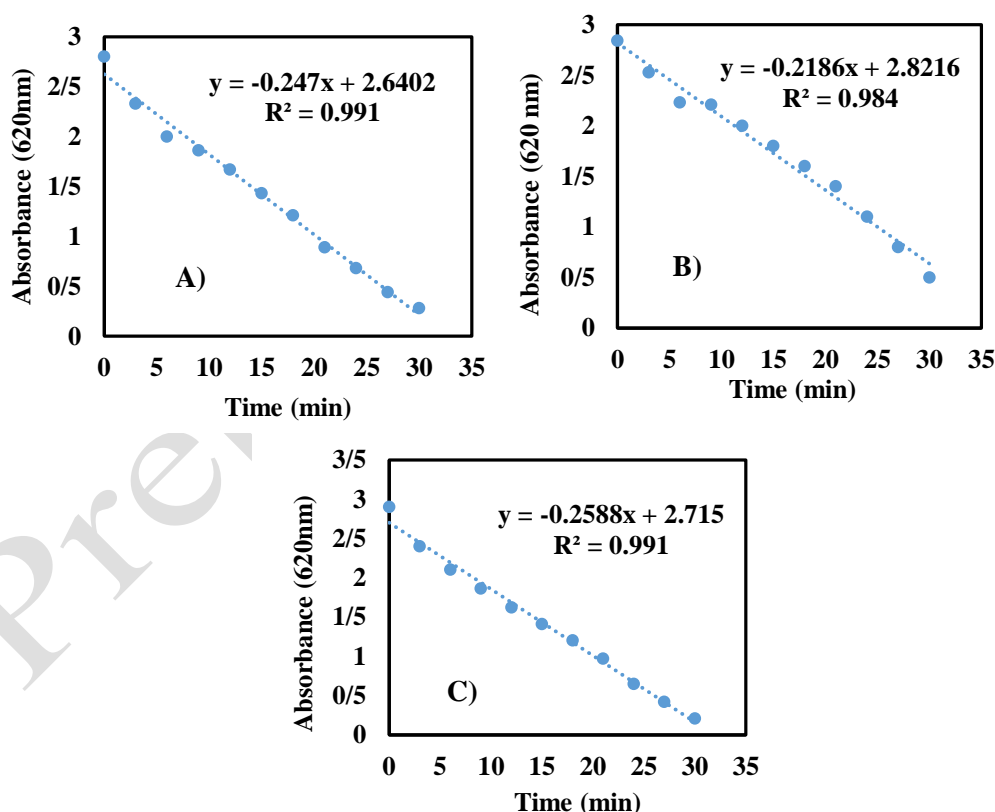 3
2/5
2
1/5
1
0/5
0
Absorbance (620nm)
y = -0.247x + 2.6402
R² = 0.991
A)
0 5 10 15 20 25 30 35
Time (min)
3
2/5
2
1/5
1
0/5
0
Absorbance (620 nm)
y = -0.2186x + 2.8216
R² = 0.984
B)
0 5 10 15 20 25 30 35
Time (min)
3/5
3
2/5
2
1/5
1
0/5
0
Absorbance (620nm)
y = -0.2588x + 2.715
R² = 0.991
C)
0 5 10 15 20 25 30 35
Time (min)